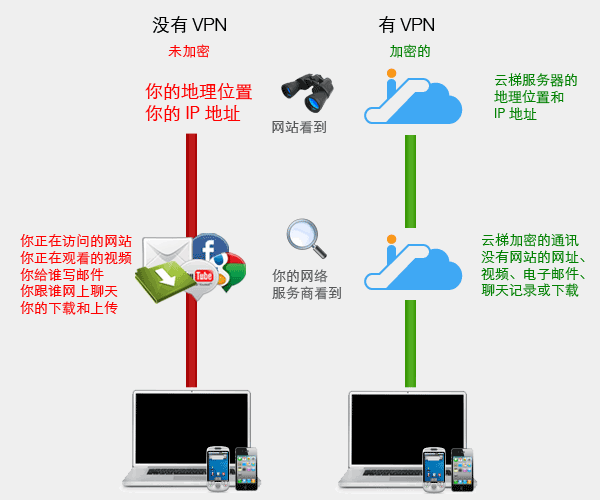 没有 VPN
有 VPN
未加密
加密的
你的地理位置
你的 IP 地址
网站看到
云梯服务器的
地理位置和
IP 地址
你正在访问的网站
你正在观看的视频
你给谁写邮件
你跟谁网上聊天
你的下载和上传
f
You
Tube
你的网络
服务商看到
云梯加密的通讯
没有网站的网址、
视频、电子邮件、
聊天记录或下载